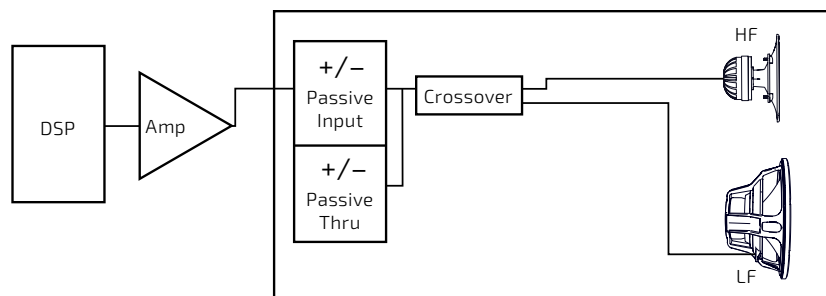 DSP
Amp
+/–
Passive
Input
+/–
Passive
Thru
Crossover
HF
LF